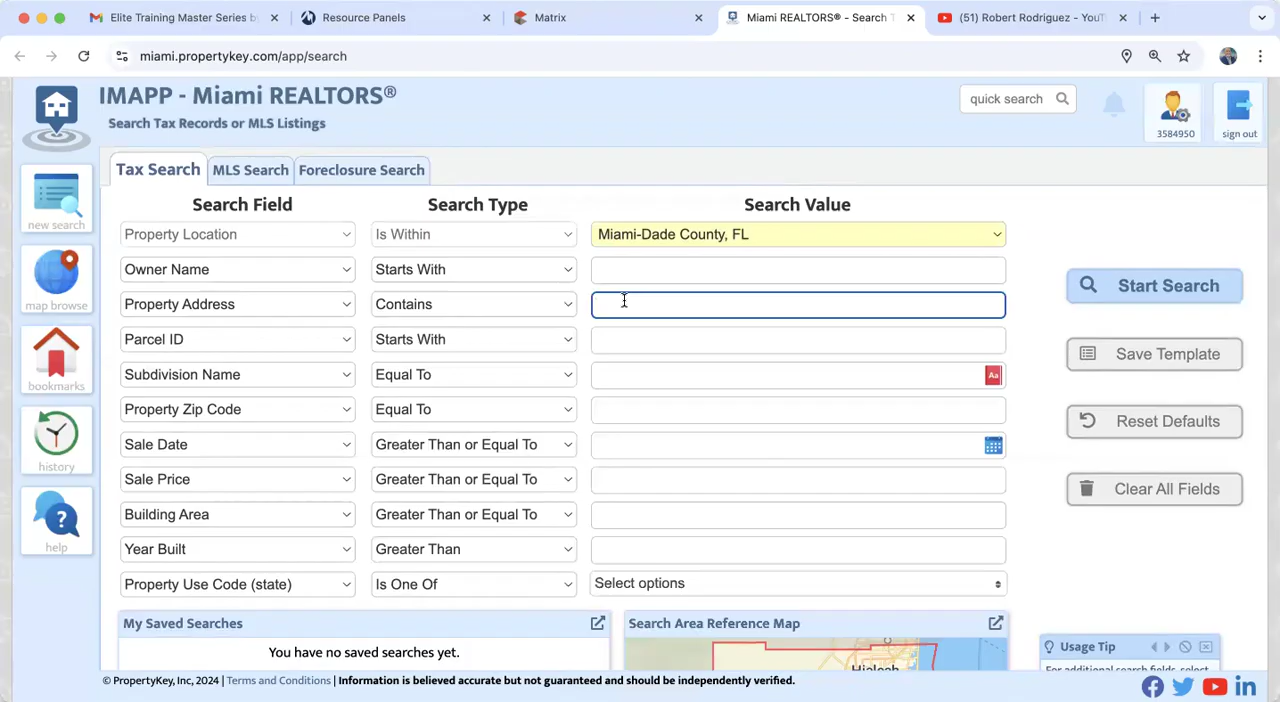 Elite Training Master Series b
Resource Panels
Matrix
Miami REALTORS® - Search T
(51) Robert Rodriguez - YouT
miami.propertykey.com/app/search
IMAPP - Miami REALTORS®
Search Tax Records or MLS Listings
quick search
3584950
sign out
Tax Search
MLS Search
Foreclosure Search
new search
map browse
bookmarks
history
help
Search Field
Search Type
Search Value
Property Location
Is Within
Miami-Dade County, FL
Owner Name
Starts With
Property Address
Contains
Parcel ID
Starts With
Subdivision Name
Equal To
Aa
Property Zip Code
Equal To
Sale Date
Greater Than or Equal To
Sale Price
Greater Than or Equal To
Building Area
Greater Than or Equal To
Year Built
Greater Than
Property Use Code (state)
Is One Of
Select options
Start Search
Save Template
Reset Defaults
Clear All Fields
My Saved Searches
You have no saved searches yet.
Search Area Reference Map
Hialeah
Usage Tip
For additional search fields, select
© PropertyKey, Inc, 2024 | Terms and Conditions | Information is believed accurate but not guaranteed and should be independently verified.